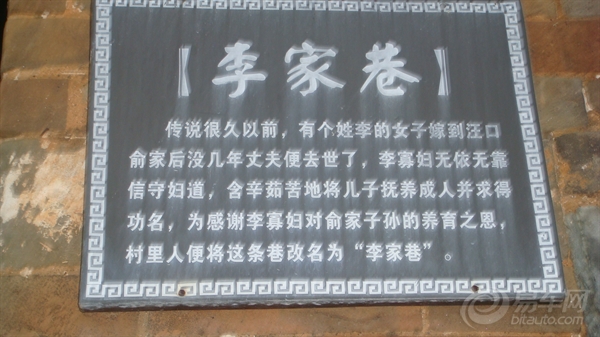 【李家巷】
传说很久以前，有个姓李的女子嫁到汪口
俞家后没几年丈夫便去世了，李寡妇无依无靠
信守妇道，含辛茹苦地将儿子抚养成人并求得
功名，为感谢李寡妇对俞家子孙的养育之恩，
村里人便将这条巷改名为“李家巷”。
易车网
bitauto.com